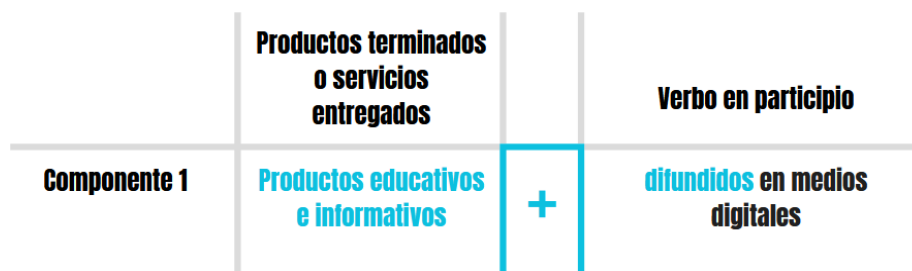 Productos terminados
o servicios
entregados
Verbo en participio
Componente 1
Productos educativos
e informativos
+
difundidos en medios
digitales